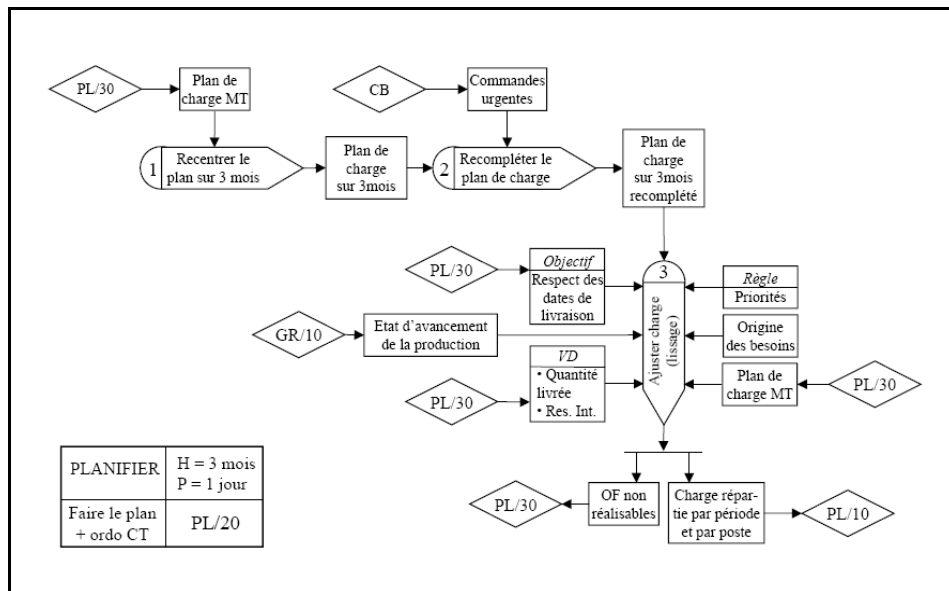 PL/30
Plan de
charge MT
CB
Commandes
urgentes
1
Recentrer le
plan sur 3 mois
Plan de
charge
sur 3mois
2
Recompléter le
plan de charge
Plan de
charge
sur 3mois
recomplété
PL/30
Objectif
Respect des
dates de
livraison
3
Ajuster charge
(lissage)
Règle
Priorités
GR/10
Etat d'avancement
de la production
Origine
des besoins
PL/30
VD
• Quantité
livrée
• Res. Int.
Plan de
charge MT
PL/30
PLANIFIER
H = 3 mois
P = 1 jour
Faire le plan
+ ordo CT
PL/20
PL/30
OF non
réalisables
Charge répar-
tie par période
et par poste
PL/10